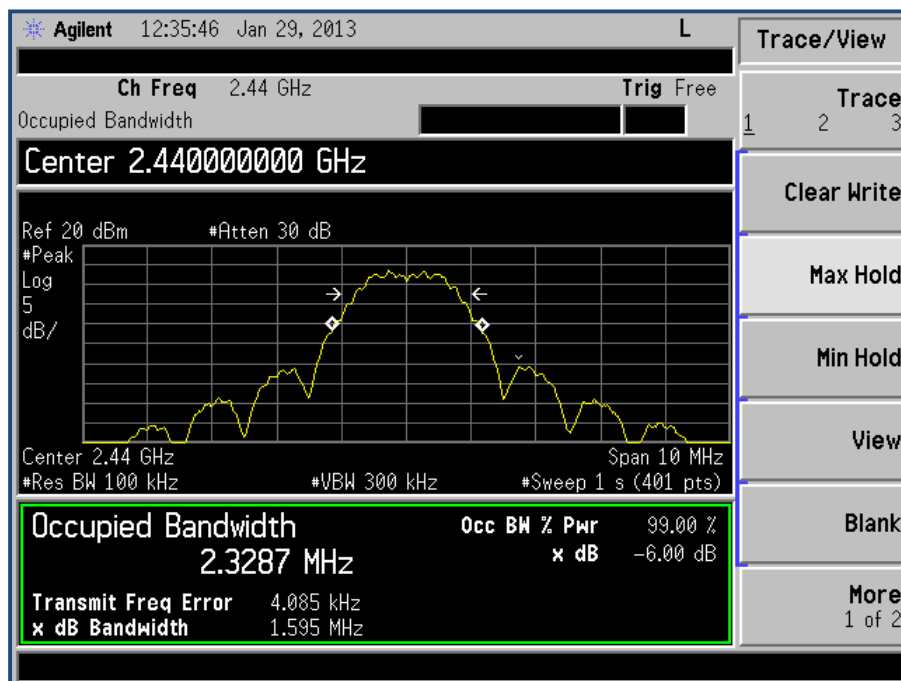 Agilent 12:35:46 Jan 29, 2013 L
Trace/View
Ch Freq 2.44 GHz Trig Free
Occupied Bandwidth
Trace
1 2 3
Center 2.440000000 GHz
Clear Write
Ref 20 dBm #Atten 30 dB
#Peak
Log
5
dB/
Max Hold
Min Hold
Center 2.44 GHz Span 10 MHz
#Res BW 100 kHz #VBW 300 kHz #Sweep 1 s (401 pts)
View
Occupied Bandwidth Occ BW % Pwr 99.00 %
2.3287 MHz x dB -6.00 dB
Blank
Transmit Freq Error 4.085 kHz
x dB Bandwidth 1.595 MHz
More
1 of 2